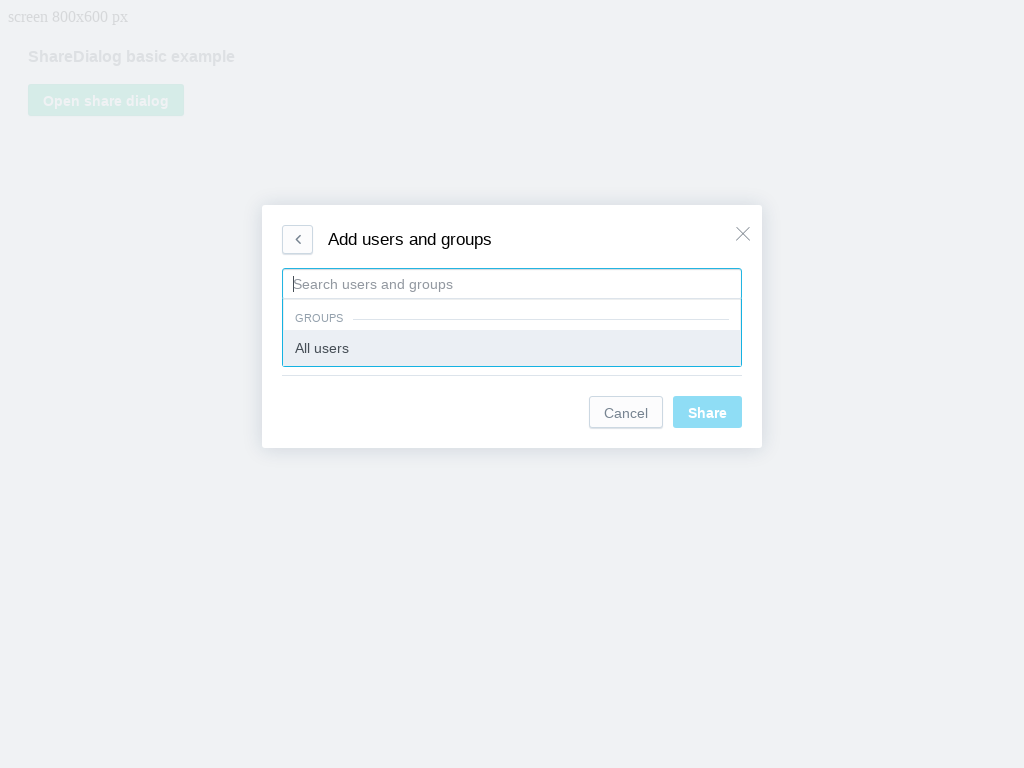 screen 800x600 px
ShareDialog basic example
Open share dialog
Add users and groups
Search users and groups
GROUPS
All users
Cancel
Share